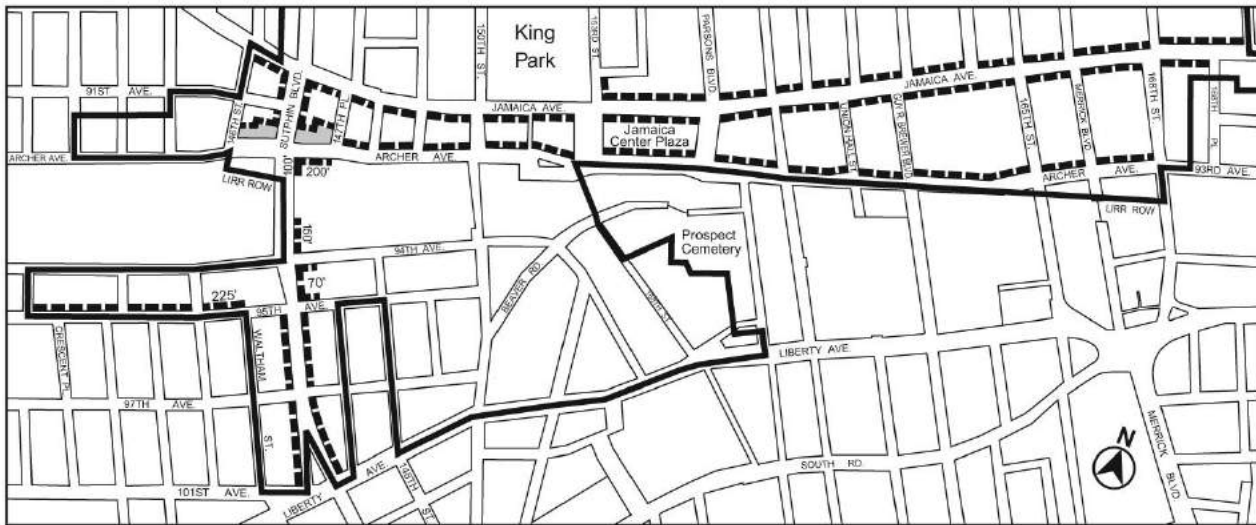 King
Park
150TH ST.
153RD ST.
PARSONS BLVD.
JAMAICA AVE.
168TH ST.
168TH
PL
91ST AVE.
146TH ST.
SUTPHIN BLVD.
147TH PL
JAMAICA AVE.
Jamaica
Center Plaza
UNION HALL ST.
GUY R. BREWER BLVD.
165TH ST.
MERRICK BLVD.
ARCHER AVE.
ARCHER AVE.
ARCHER AVE.
93RD AVE.
100'
200'
LIRR ROW
LIRR ROW
150'
94TH AVE.
Prospect
Cemetery
BEAVER RD.
225'
70'
95TH AVE.
CRESCENT PL.
WALTHAM
ST.
LIBERTY AVE.
97TH AVE.
148TH
ST.
SOUTH RD.
MERRICK
BLVD.
101ST AVE.
LIBERTY AVE.
N